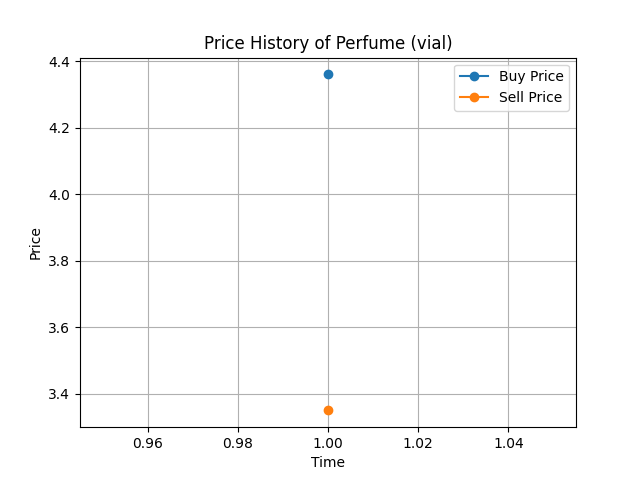 Price History of Perfume (vial)
Buy Price
Sell Price
4.4
4.2
4.0
3.8
3.6
3.4
Price
0.96 0.98 1.00 1.02 1.04
Time